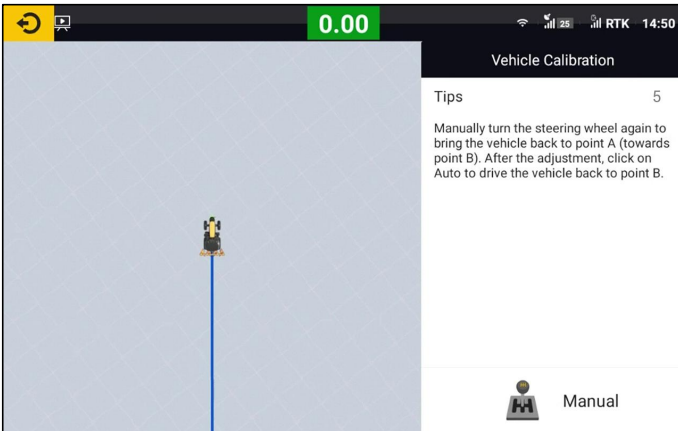 0.00
25
RTK
14:50
Vehicle Calibration
Tips
5
Manually turn the steering wheel again to
bring the vehicle back to point A (towards
point B). After the adjustment, click on
Auto to drive the vehicle back to point B.
Manual